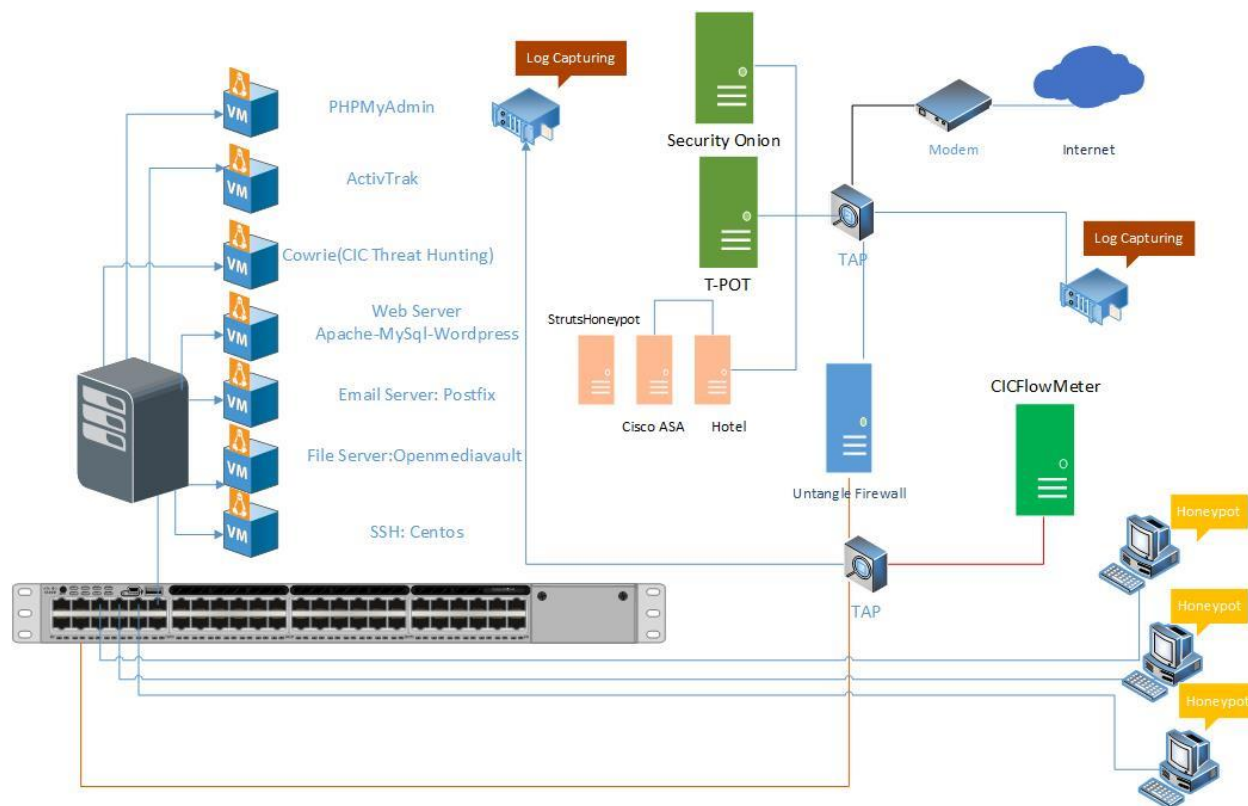 Log Capturing
PHPMyAdmin
Security Onion
Modem
Internet
VM
ActivTrak
VM
Cowrie(CIC Threat Hunting)
VM
TAP
Log Capturing
T-POT
Web Server
Apache-MySql-Wordpress
VM
StrutsHoneypot
Email Server: Postfix
VM
CICFlowMeter
Cisco ASA
Hotel
File Server:Openmediavault
VM
Untangle Firewall
SSH: Centos
VM
Honeypot
TAP
Honeypot
Honeypot